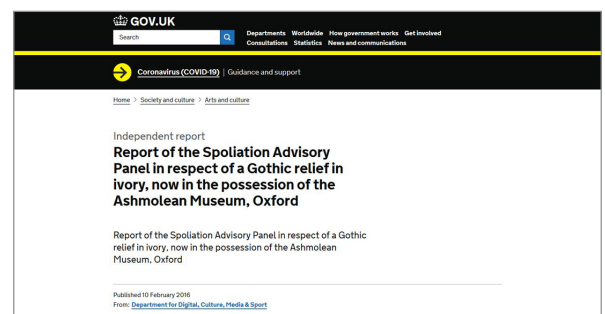 GOV.UK
Search
Departments Worldwide How government works Get involved
Consultations Statistics News and communications
Coronavirus (COVID-19) | Guidance and support
Home > Society and culture > Arts and culture
Independent report
Report of the Spoliation Advisory
Panel in respect of a Gothic relief in
ivory, now in the possession of the
Ashmolean Museum, Oxford
Report of the Spoliation Advisory Panel in respect of a Gothic
relief in ivory, now in the possession of the Ashmolean
Museum, Oxford
Published 10 February 2016
From: Department for Digital, Culture, Media & Sport